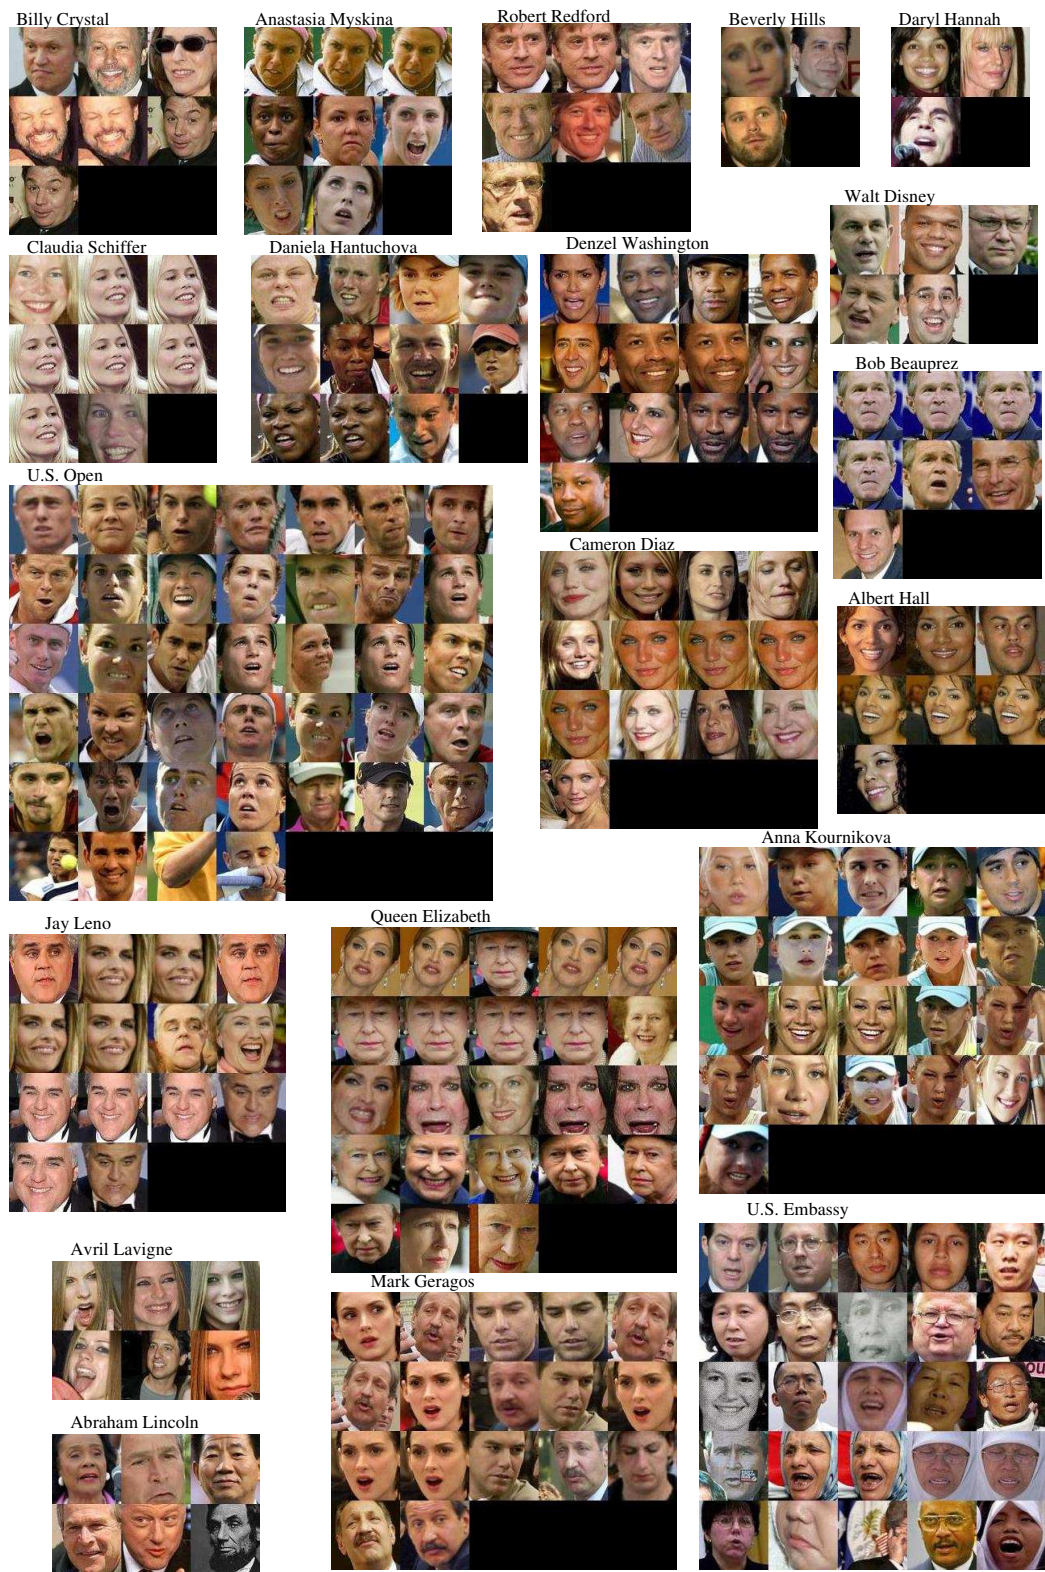 Billy Crystal
Anastasia Myskina
Robert Redford
Beverly Hills
Daryl Hannah
Walt Disney
Claudia Schiffer
Daniela Hantuchova
Denzel Washington
Bob Beauprez
U.S. Open
Cameron Diaz
Albert Hall
Anna Kournikova
Jay Leno
Queen Elizabeth
U.S. Embassy
Avril Lavigne
Mark Geragos
Abraham Lincoln